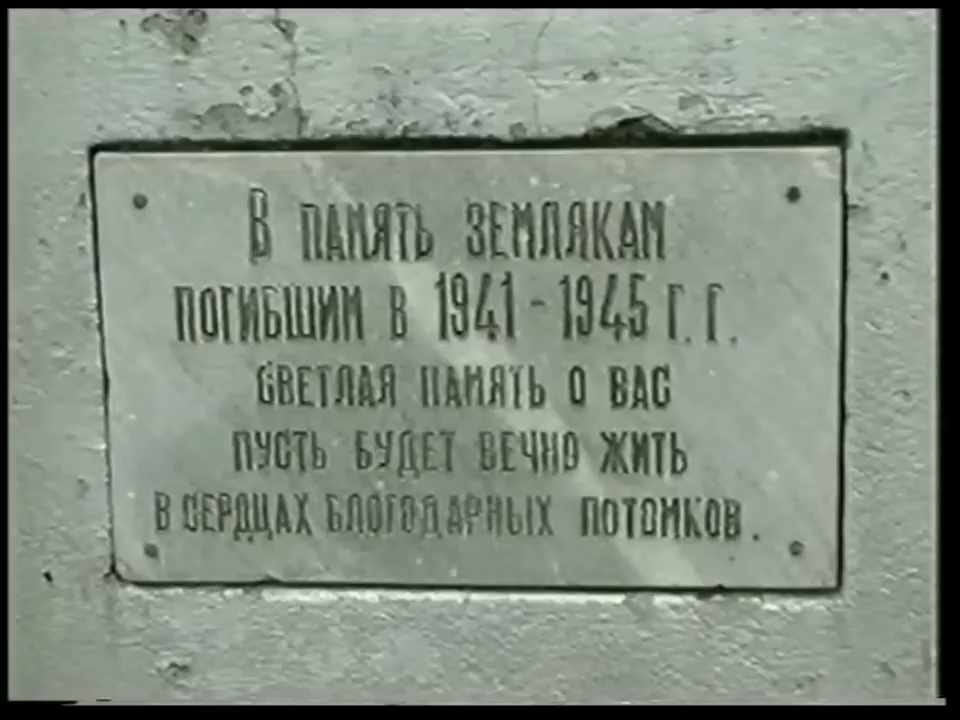 В ПАМЯТЬ ЗЕМЛЯКАМ
ПОГИБШИМ В 1941 - 1945 Г. Г.
СВЕТЛАЯ ПАМЯТЬ О ВАС
ПУСТЬ БУДЕТ ВЕЧНО ЖИТЬ
В СЕРДЦАХ БЛОГОДАРНЫХ ПОТОМКОВ.